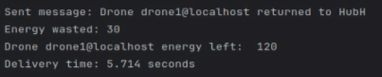 Sent message: Drone drone1@localhost returned to HubH
Energy wasted: 30
Drone drone1@localhost energy left:  120
Delivery time: 5.714 seconds